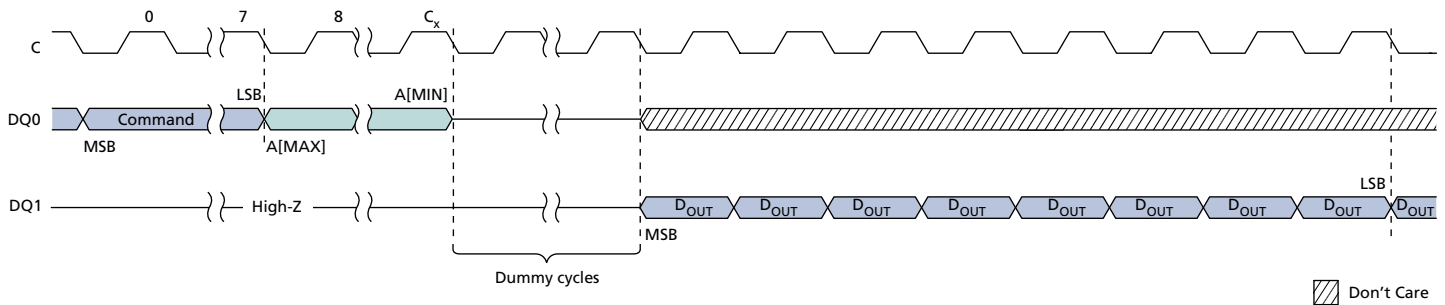 0 7 8 Cx
C
LSB A[MIN]
DQ0 Command
MSB A[MAX]
LSB
DQ1 High-Z DOUT DOUT DOUT DOUT DOUT DOUT DOUT DOUT DOUT
MSB
Dummy cycles
Don't Care